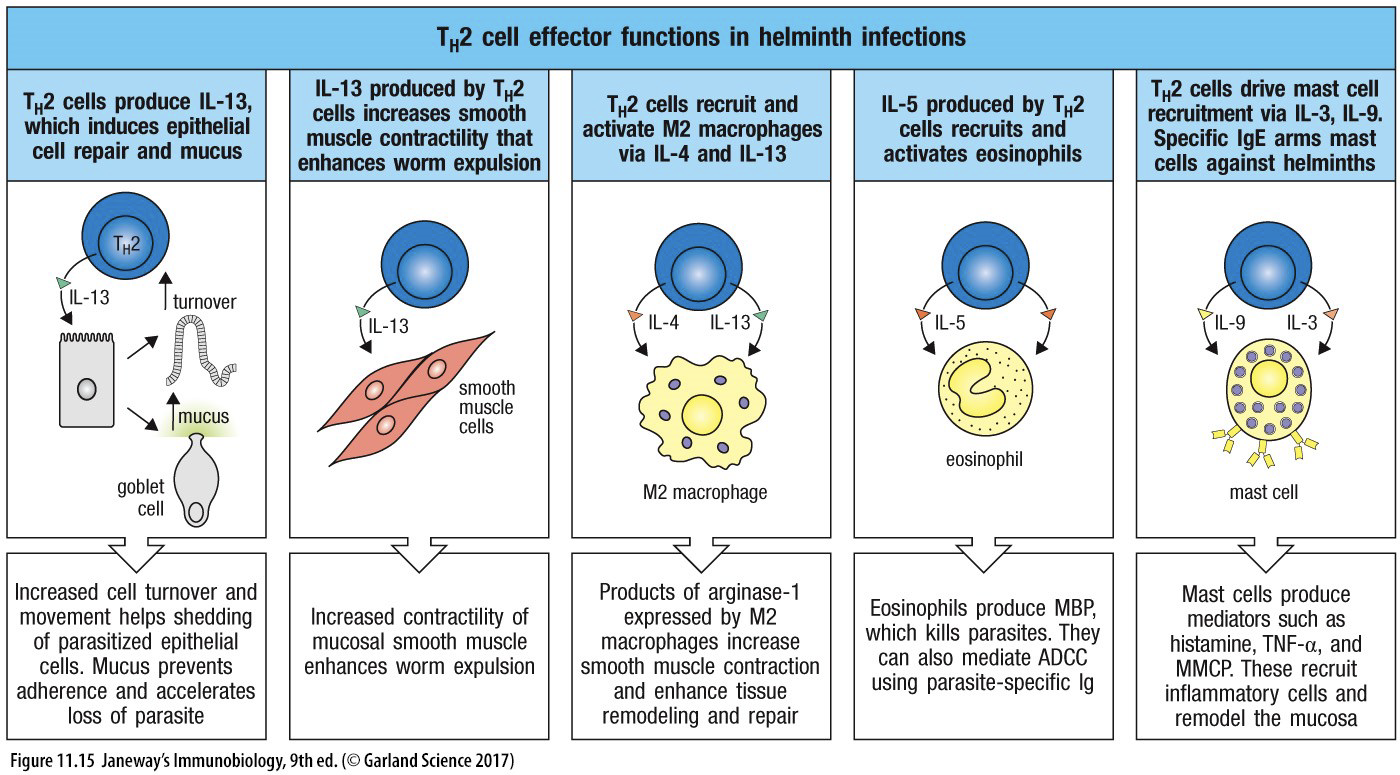 TH2 cell effector functions in helminth infections
TH2 cells produce IL-13,
which induces epithelial
cell repair and mucus
IL-13 produced by TH2
cells increases smooth
muscle contractility that
enhances worm expulsion
TH2 cells recruit and
activate M2 macrophages
via IL-4 and IL-13
IL-5 produced by TH2
cells recruits and
activates eosinophils
TH2 cells drive mast cell
recruitment via IL-3, IL-9.
Specific IgE arms mast
cells against helminths
TH2
IL-13
turnover
mucus
goblet
cell
IL-13
smooth
muscle
cells
IL-4
IL-13
M2 macrophage
IL-5
eosinophil
IL-9
IL-3
mast cell
Increased cell turnover and
movement helps shedding
of parasitized epithelial
cells. Mucus prevents
adherence and accelerates
loss of parasite
Increased contractility of
mucosal smooth muscle
enhances worm expulsion
Products of arginase-1
expressed by M2
macrophages increase
smooth muscle contraction
and enhance tissue
remodeling and repair
Eosinophils produce MBP,
which kills parasites. They
can also mediate ADCC
using parasite-specific Ig
Mast cells produce
mediators such as
histamine, TNF-α, and
MMCP. These recruit
inflammatory cells and
remodel the mucosa
Figure 11.15 Janeway’s Immunobiology, 9th ed. (© Garland Science 2017)